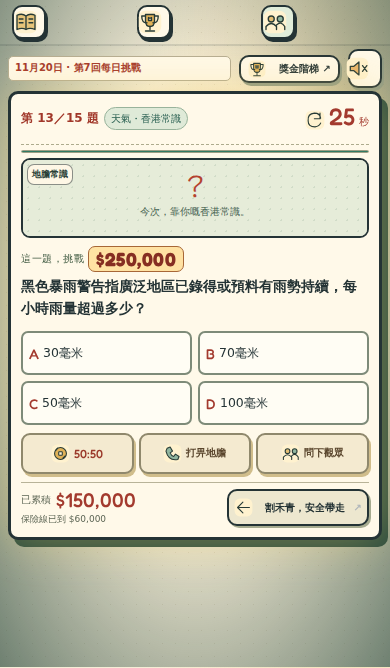 11月20日·第7回每日挑戰
獎金階梯 ↗
第 13／15 題
天氣·香港常識
25 秒
地膽常識
?
今次，靠你嘅香港常識。
這一題，挑戰 $250,000
黑色暴雨警告指廣泛地區已錄得或預料有雨勢持續，每
小時雨量超過多少？
A 30毫米
B 70毫米
C 50毫米
D 100毫米
50:50
打畀地膽
問下觀眾
已累積 $150,000
保險線已到 $60,000
割禾青，安全帶走 ↗